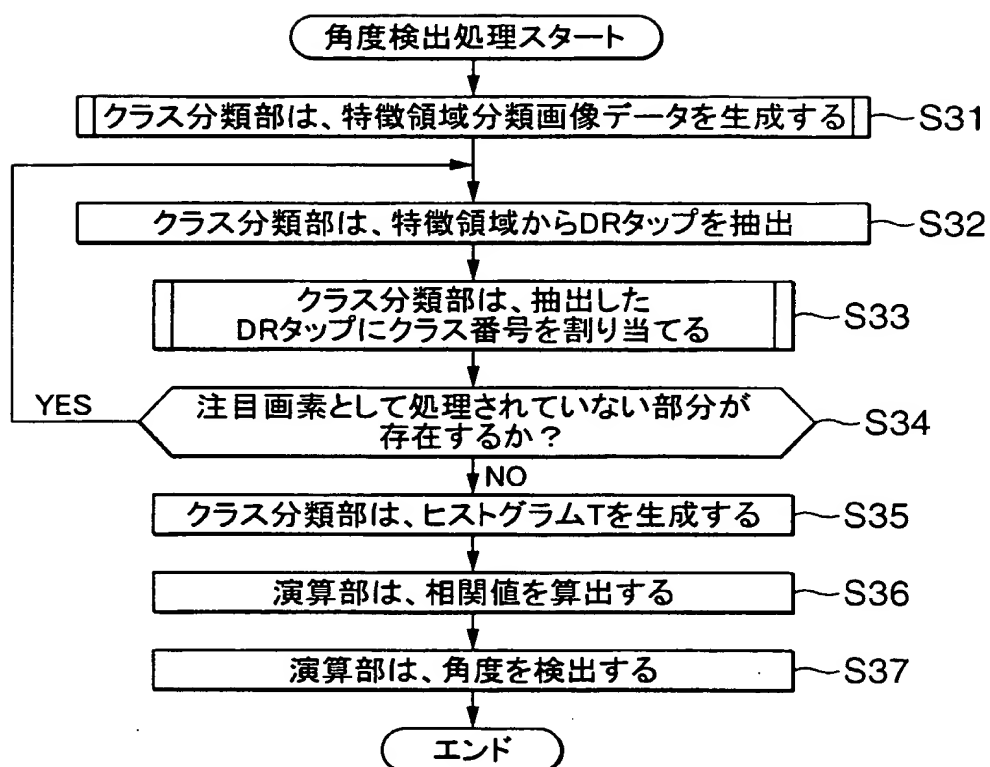 角度検出処理スタート
クラス分類部は、特徴領域分類画像データを生成する
S31
クラス分類部は、特徴領域からDRタップを抽出
S32
クラス分類部は、抽出した
DRタップにクラス番号を割り当てる
S33
YES
注目画素として処理されていない部分が
存在するか？
S34
NO
クラス分類部は、ヒストグラムTを生成する
S35
演算部は、相関値を算出する
S36
演算部は、角度を検出する
S37
エンド